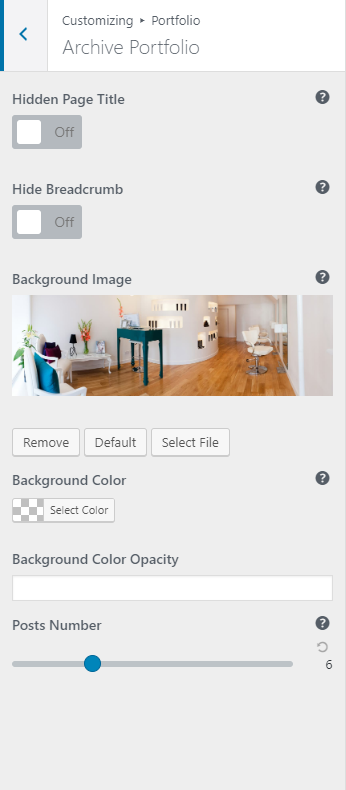 Customizing ▸ Portfolio
Archive Portfolio
Hidden Page Title
Off
Hide Breadcrumb
Off
Background Image
Remove Default Select File
Background Color
Select Color
Background Color Opacity
Posts Number
6